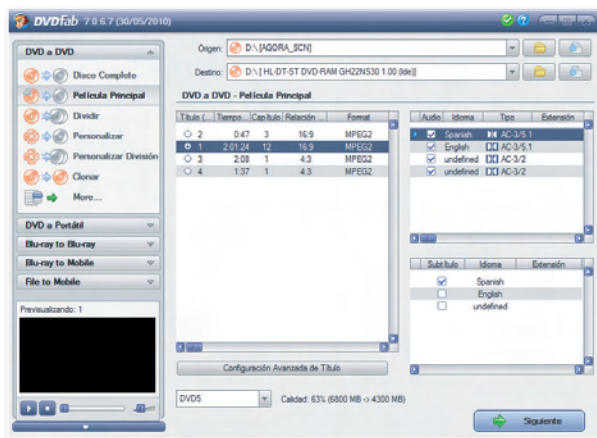 DVDFab 7 0 6 7 (30/05/2010)
DVD a DVD
Disco Completo
Película Principal
Dividir
Personalizar
Personalizar División
Clonar
More...
DVD a Portátil
Blu-ray to Blu-ray
Blu-ray to Mobile
File to Mobile
Previsualizando: 1
Origen: D:\ [AGORA_SCN]
Destino: D:\ [ HL-DT-ST DVD-RAM GH22NS30 1.00 (Ide)]
DVD a DVD - Película Principal
Título (... Tiempo... Capítulo Relación ... Format
2 0:47 3 16:9 MPEG2
1 2:01:24 12 16:9 MPEG2
3 2:08 1 4:3 MPEG2
4 1:37 1 4:3 MPEG2
Configuración Avanzada de Título
DVD5 Calidad: 63% (6800 MB -> 4300 MB)
Audio Idioma Tipo Extensión
Spanish AC-3/5.1
English AC-3/5.1
undefined AC-3/2
undefined AC-3/2
Subtítulo Idioma Extensión
Spanish
English
undefined
Siguiente